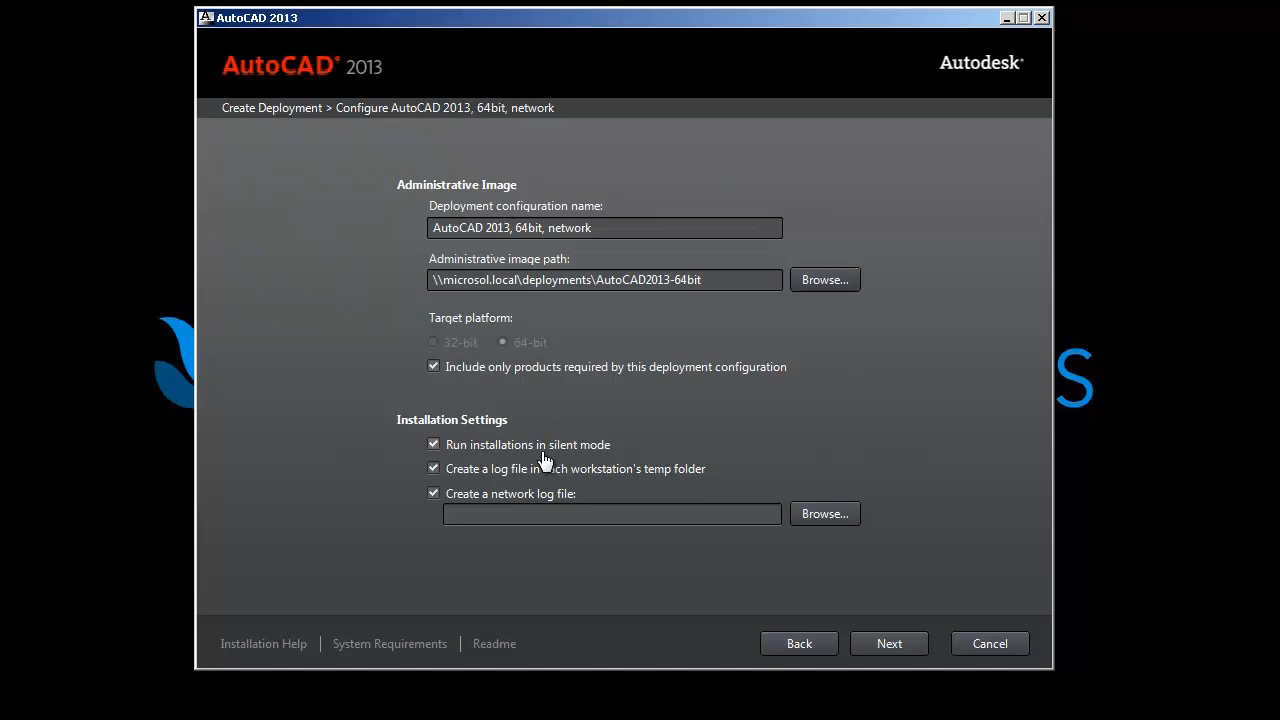 AutoCAD 2013
AutoCAD® 2013
Autodesk®
Create Deployment > Configure AutoCAD 2013, 64bit, network
Administrative Image
Deployment configuration name:
AutoCAD 2013, 64bit, network
Administrative image path:
\\microsol.local\deployments\AutoCAD2013-64bit
Browse...
Target platform:
32-bit 64-bit
Include only products required by this deployment configuration
Installation Settings
Run installations in silent mode
Create a log file in workstation's temp folder
Create a network log file:
Browse...
Installation Help | System Requirements | Readme
Back Next Cancel
S